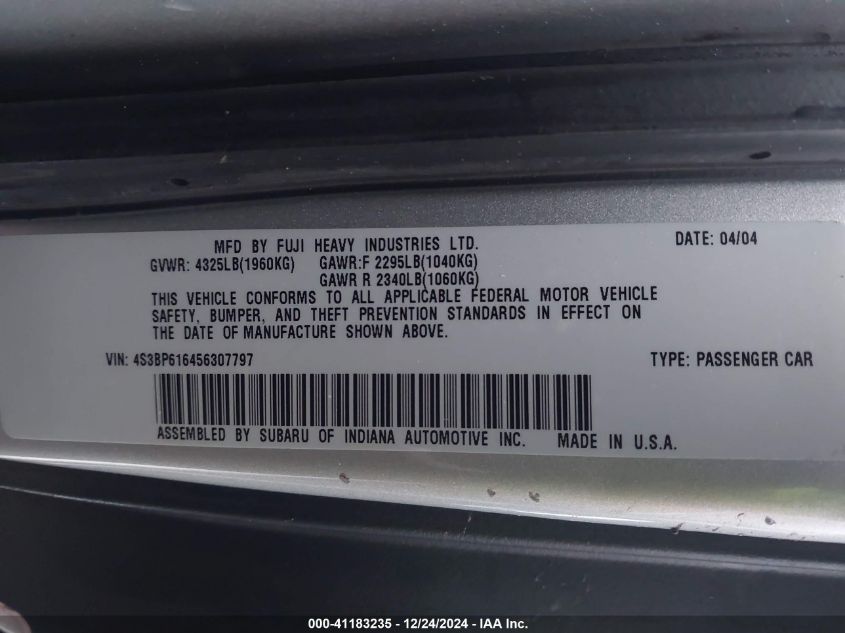 MFD BY FUJI HEAVY INDUSTRIES LTD. DATE: 04/04
GVWR: 4325LB(1960KG) GAWR:F 2295LB(1040KG)
GAWR R 2340LB(1060KG)
THIS VEHICLE CONFORMS TO ALL APPLICABLE FEDERAL MOTOR VEHICLE
SAFETY, BUMPER, AND THEFT PREVENTION STANDARDS IN EFFECT ON
THE DATE OF MANUFACTURE SHOWN ABOVE.
VIN: 4S3BP616456307797 TYPE: PASSENGER CAR
ASSEMBLED BY SUBARU OF INDIANA AUTOMOTIVE INC. MADE IN U.S.A.
000-41183235 - 12/24/2024 - IAA Inc.